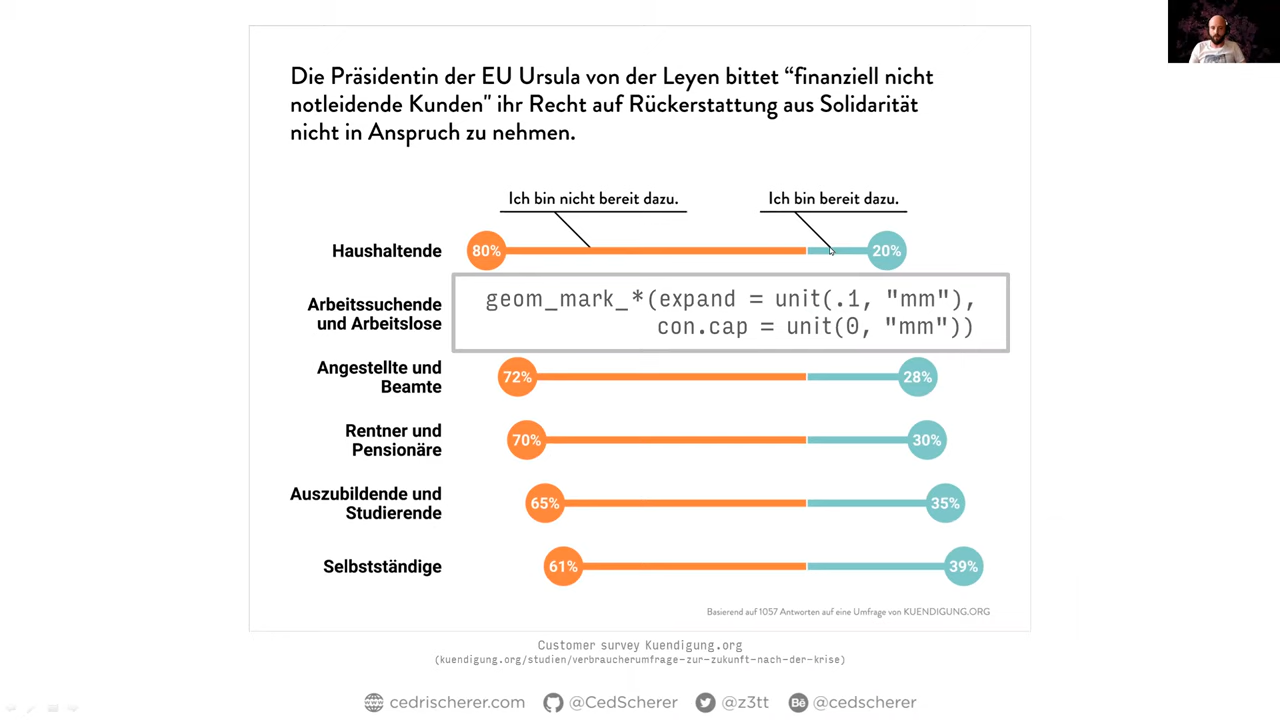 Die Präsidentin der EU Ursula von der Leyen bittet “finanziell nicht
notleidende Kunden" ihr Recht auf Rückerstattung aus Solidarität
nicht in Anspruch zu nehmen.
Ich bin nicht bereit dazu.
Ich bin bereit dazu.
Haushaltende
80%
20%
Arbeitssuchende
und Arbeitslose
geom_mark_*(expand = unit(.1, "mm"),
con.cap = unit(0, "mm"))
Angestellte und
Beamte
72%
28%
Rentner und
Pensionäre
70%
30%
Auszubildende und
Studierende
65%
35%
Selbstständige
61%
39%
Basierend auf 1057 Antworten auf eine Umfrage von KUENDIGUNG.ORG
Customer survey Kuendigung.org
(kuendigung.org/studien/verbraucherumfrage-zur-zukunft-nach-der-krise)
cedricscherer.com
@CedScherer
@z3tt
Bē
@cedscherer